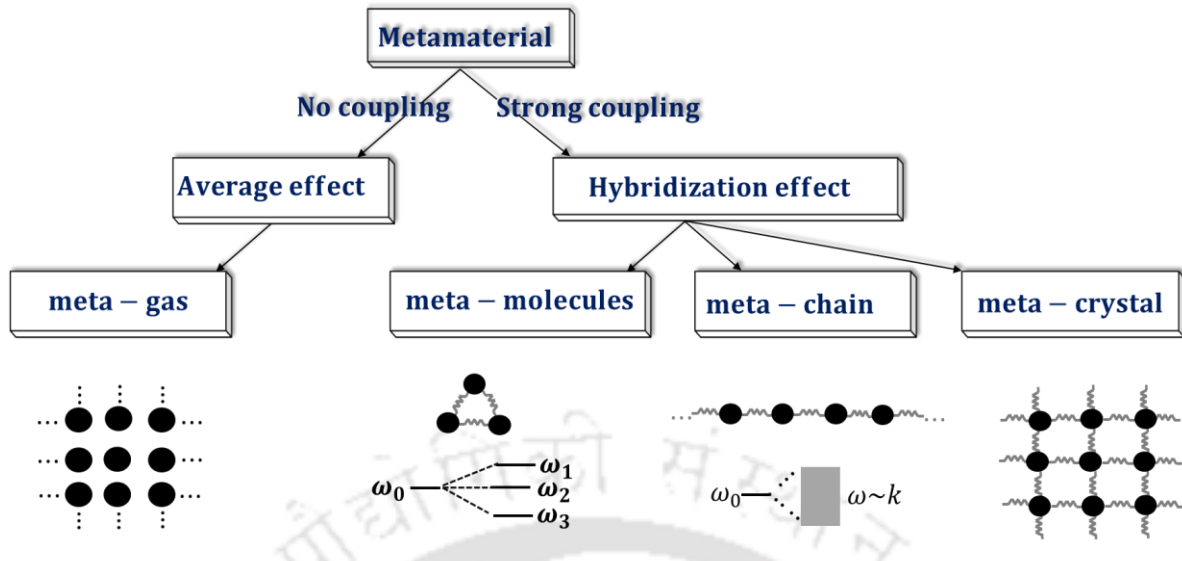 Metamaterial
No coupling
Strong coupling
Average effect
Hybridization effect
meta − gas
meta − molecules
meta − chain
meta − crystal
ω₀
ω₁
ω₂
ω₃
ω₀
ω~k